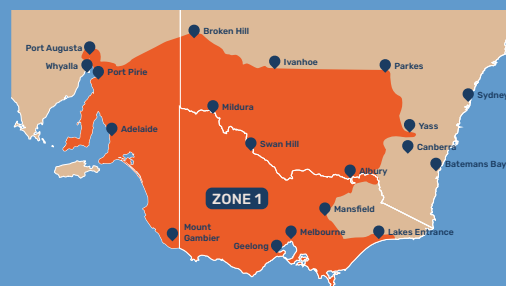 Broken Hill
Port Augusta
Ivanhoe
Whyalla
Port Pirie
Parkes
Sydney
Mildura
Adelaide
Yass
Swan Hill
Canberra
Batemans Bay
Albury
ZONE 1
Mansfield
Mount
Gambier
Melbourne
Lakes Entrance
Geelong